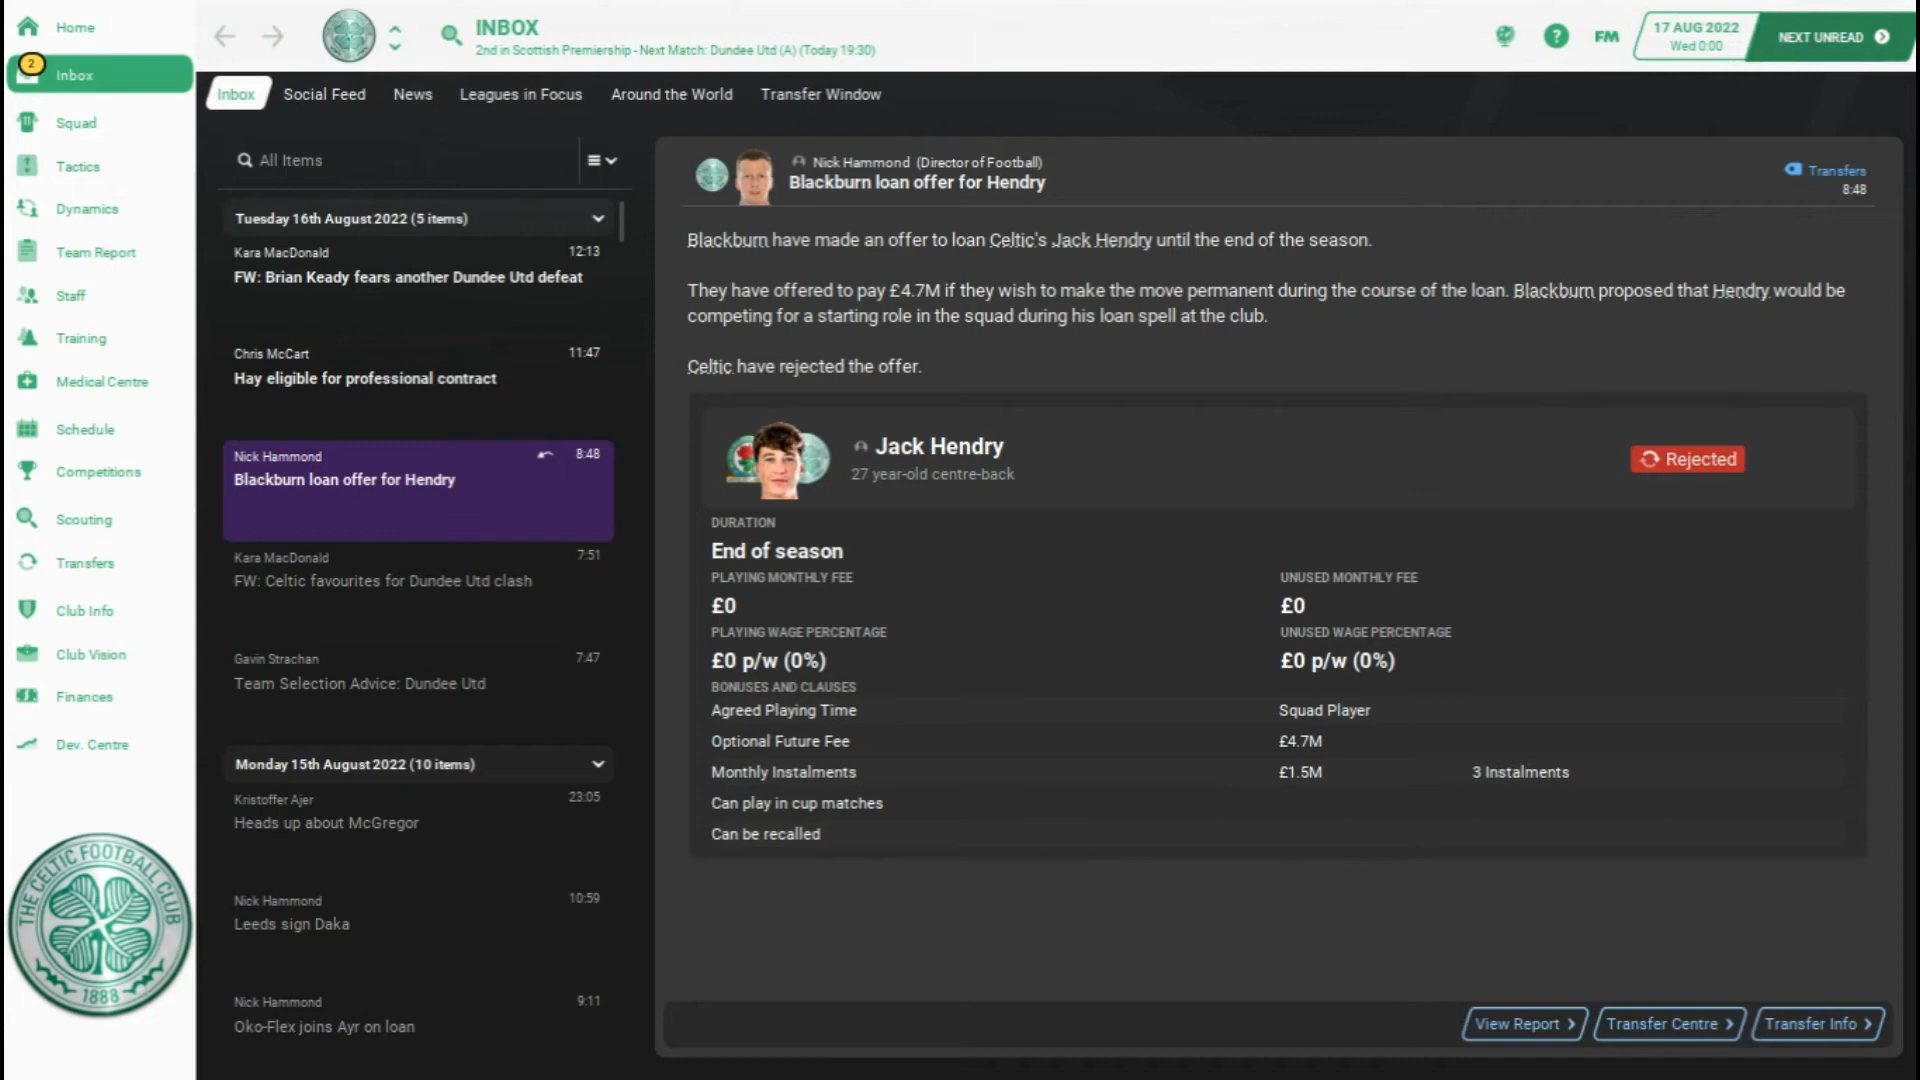 Home
2
Inbox
Squad
Tactics
Dynamics
Team Report
Staff
Training
Medical Centre
Schedule
Competitions
Scouting
Transfers
Club Info
Club Vision
Finances
Dev. Centre
THE CELTIC FOOTBALL CLUB
1888
INBOX
2nd in Scottish Premiership - Next Match: Dundee Utd (A) (Today 19:30)
?
FM
17 AUG 2022
Wed 0:00
NEXT UNREAD
Inbox Social Feed News Leagues in Focus Around the World Transfer Window
All Items
Tuesday 16th August 2022 (5 items)
Kara MacDonald 12:13
FW: Brian Keady fears another Dundee Utd defeat
Chris McCart 11:47
Hay eligible for professional contract
Nick Hammond 8:48
Blackburn loan offer for Hendry
Kara MacDonald 7:51
FW: Celtic favourites for Dundee Utd clash
Gavin Strachan 7:47
Team Selection Advice: Dundee Utd
Monday 15th August 2022 (10 items)
Kristoffer Ajer 23:05
Heads up about McGregor
Nick Hammond 10:59
Leeds sign Daka
Nick Hammond 9:11
Oko-Flex joins Ayr on loan
Nick Hammond (Director of Football)
Blackburn loan offer for Hendry
Transfers
8:48
Blackburn have made an offer to loan Celtic's Jack Hendry until the end of the season.
They have offered to pay £4.7M if they wish to make the move permanent during the course of the loan. Blackburn proposed that Hendry would be
competing for a starting role in the squad during his loan spell at the club.
Celtic have rejected the offer.
Jack Hendry
27 year-old centre-back
Rejected
DURATION
End of season
PLAYING MONTHLY FEE UNUSED MONTHLY FEE
£0 £0
PLAYING WAGE PERCENTAGE UNUSED WAGE PERCENTAGE
£0 p/w (0%) £0 p/w (0%)
BONUSES AND CLAUSES
Agreed Playing Time Squad Player
Optional Future Fee £4.7M
Monthly Instalments £1.5M 3 Instalments
Can play in cup matches
Can be recalled
View Report Transfer Centre Transfer Info